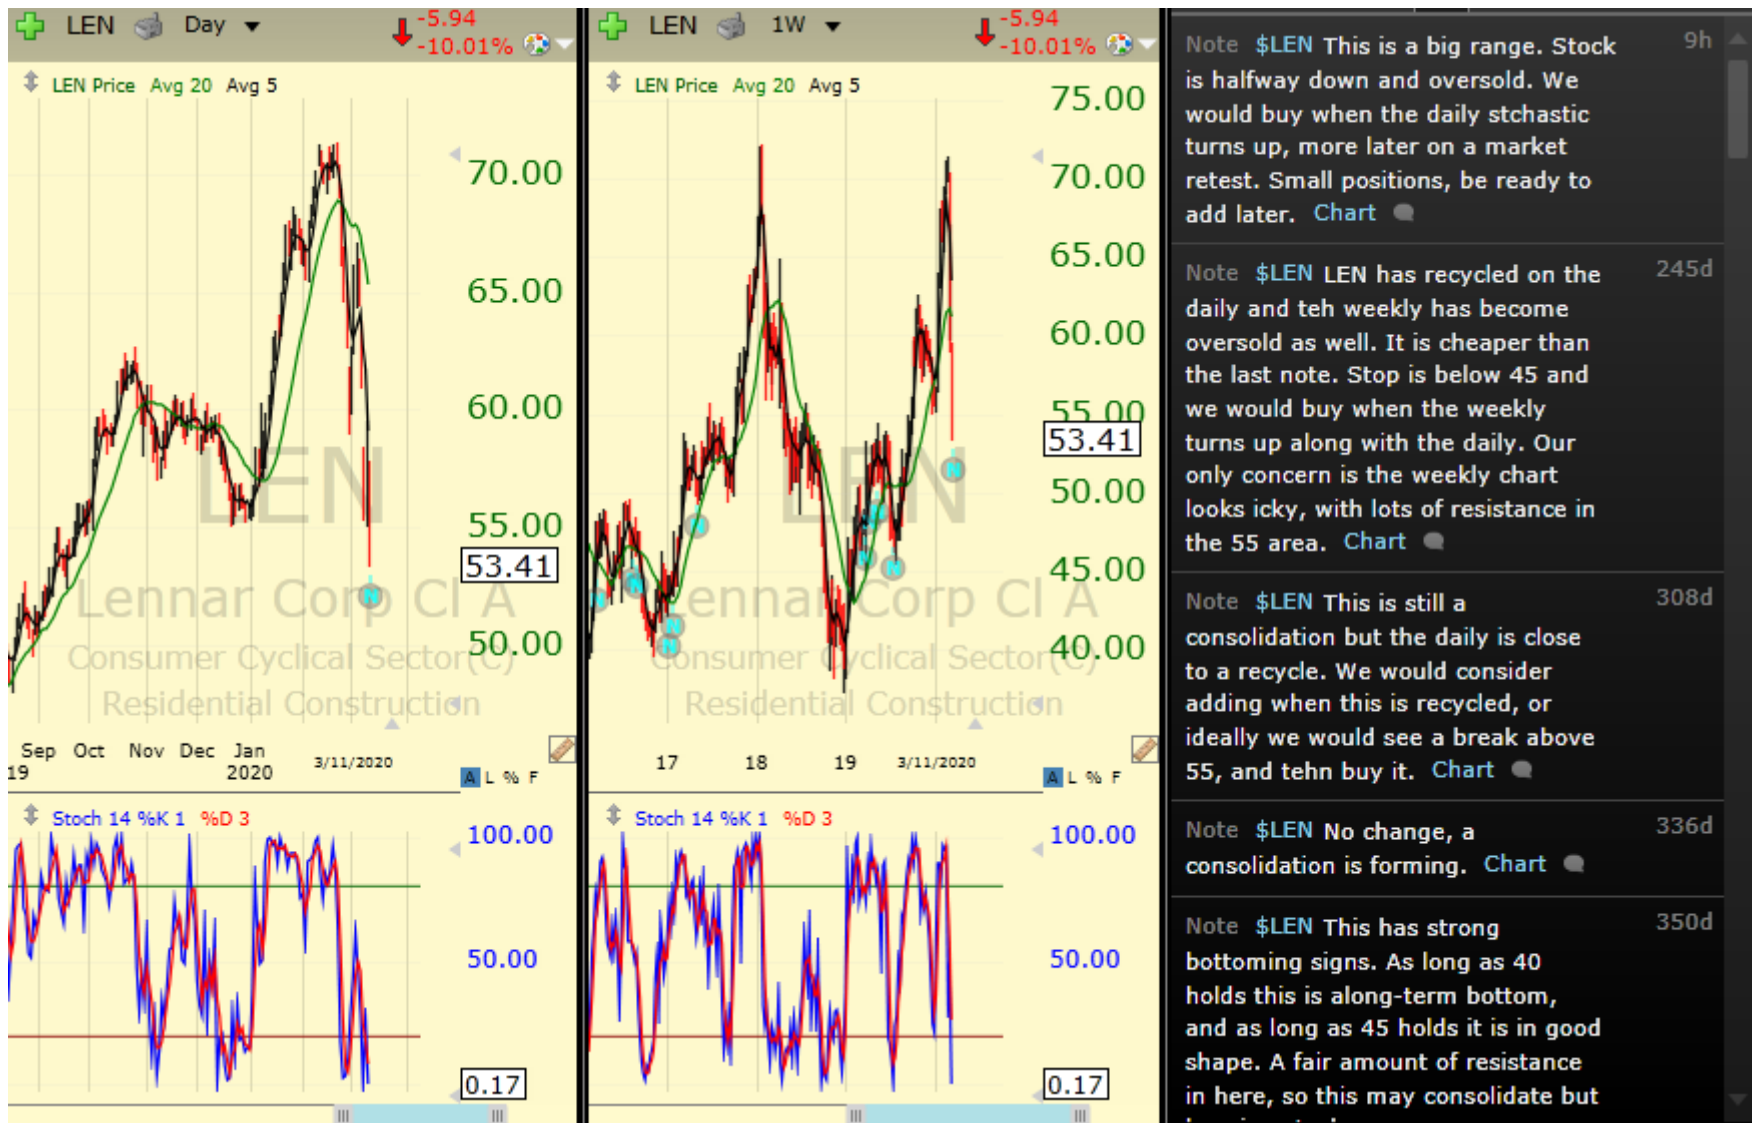 LEN Day
-5.94
-10.01%
LEN Price Avg 20 Avg 5
70.00
65.00
60.00
55.00
53.41
50.00
LEN
Lennar Corp Cl A
Consumer Cyclical Sector(C)
Residential Construction
N
Sep Oct Nov Dec Jan
19 2020 3/11/2020
A L % F
Stoch 14 %K 1 %D 3
100.00
50.00
0.17
LEN 1W
-5.94
-10.01%
LEN Price Avg 20 Avg 5
75.00
70.00
65.00
60.00
55.00
53.41
50.00
45.00
40.00
LEN
Lennar Corp Cl A
Consumer Cyclical Sector(C)
Residential Construction
N
N
N
N
N
N
N
N
N
17 18 19 3/11/2020
A L % F
Stoch 14 %K 1 %D 3
100.00
50.00
0.17
Note $LEN This is a big range. Stock 9h
is halfway down and oversold. We
would buy when the daily stchastic
turns up, more later on a market
retest. Small positions, be ready to
add later. Chart
Note $LEN LEN has recycled on the 245d
daily and teh weekly has become
oversold as well. It is cheaper than
the last note. Stop is below 45 and
we would buy when the weekly
turns up along with the daily. Our
only concern is the weekly chart
looks icky, with lots of resistance in
the 55 area. Chart
Note $LEN This is still a 308d
consolidation but the daily is close
to a recycle. We would consider
adding when this is recycled, or
ideally we would see a break above
55, and tehn buy it. Chart
Note $LEN No change, a 336d
consolidation is forming. Chart
Note $LEN This has strong 350d
bottoming signs. As long as 40
holds this is along-term bottom,
and as long as 45 holds it is in good
shape. A fair amount of resistance
in here, so this may consolidate but